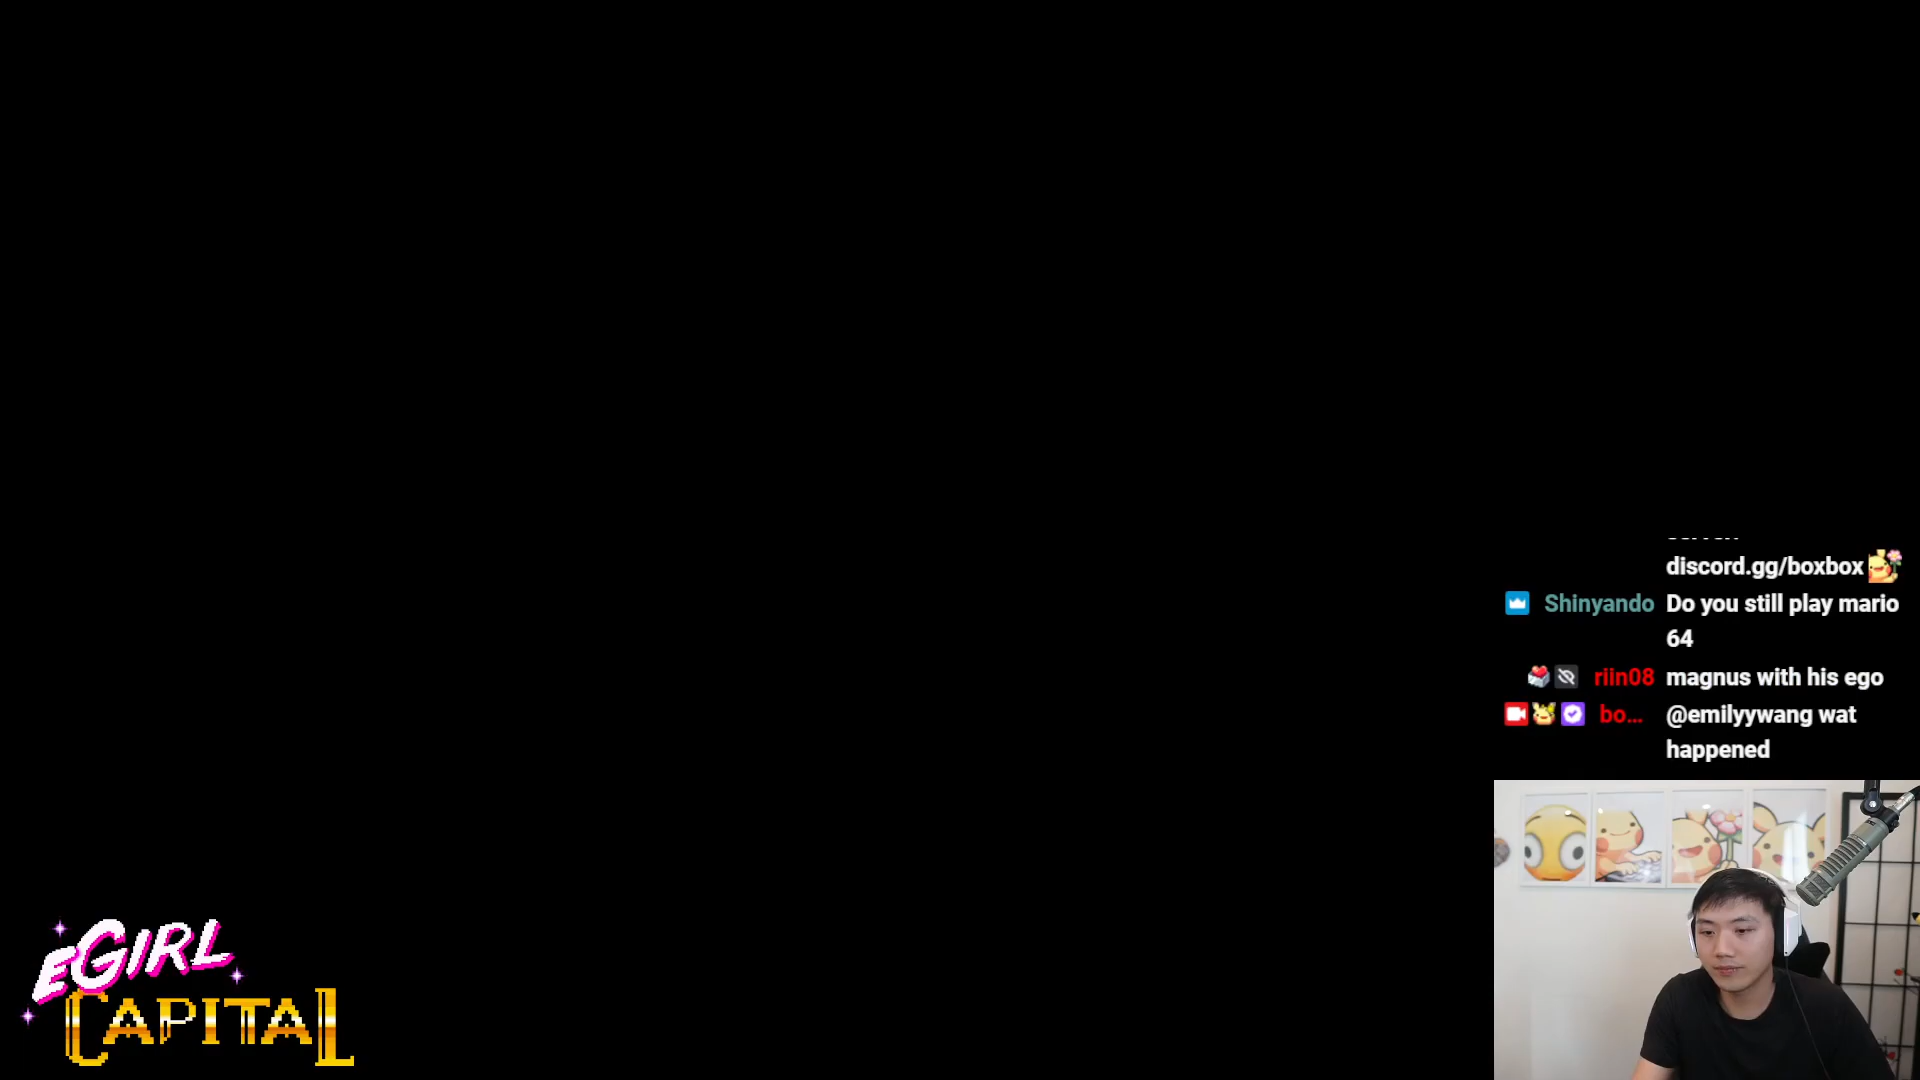 discord.gg/boxbox
Shinyando Do you still play mario
64
riin08 magnus with his ego
bo... @emilyywang wat
happened
eGIRL
CAPITAL